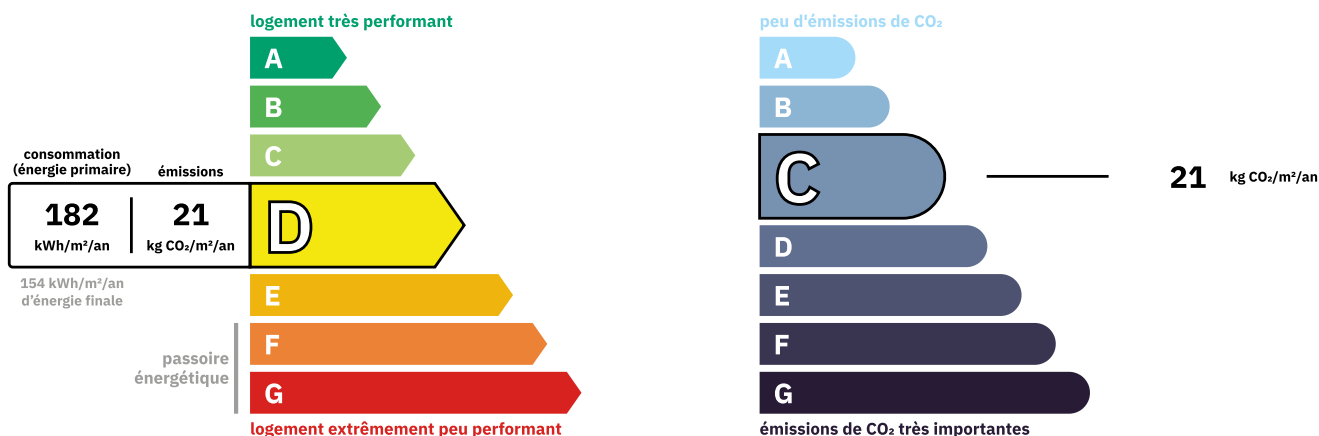 logement très performant
A
B
C
consommation
(énergie primaire)
émissions
182
kWh/m²/an
21
kg CO₂/m²/an
D
154 kWh/m²/an
d'énergie finale
E
passoire
énergétique
F
G
logement extrêmement peu performant
peu d'émissions de CO₂
A
B
C
21 kg CO₂/m²/an
D
E
F
G
émissions de CO₂ très importantes